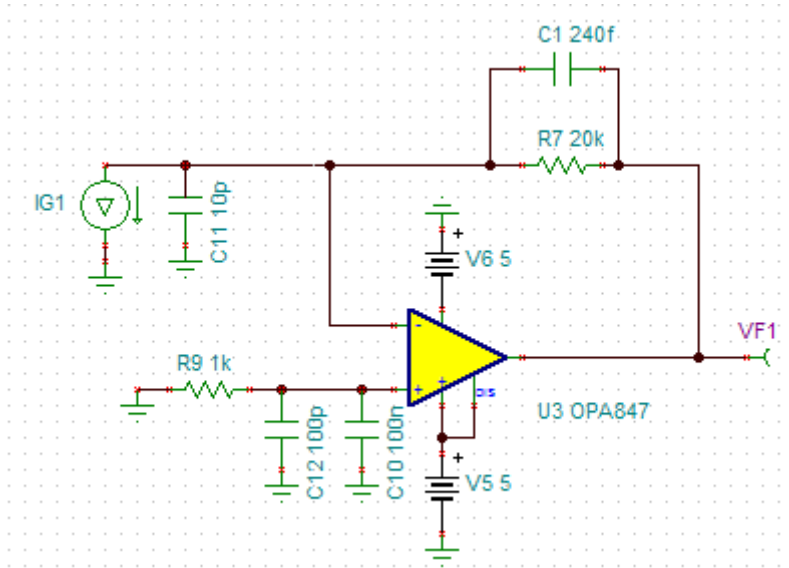 C1 240f
R7 20k
IG1
C11 10p
+
V6 5
-
VF1
R9 1k
+
+
DIS
U3 OPA847
C12 100p
C10 100n
+
V5 5